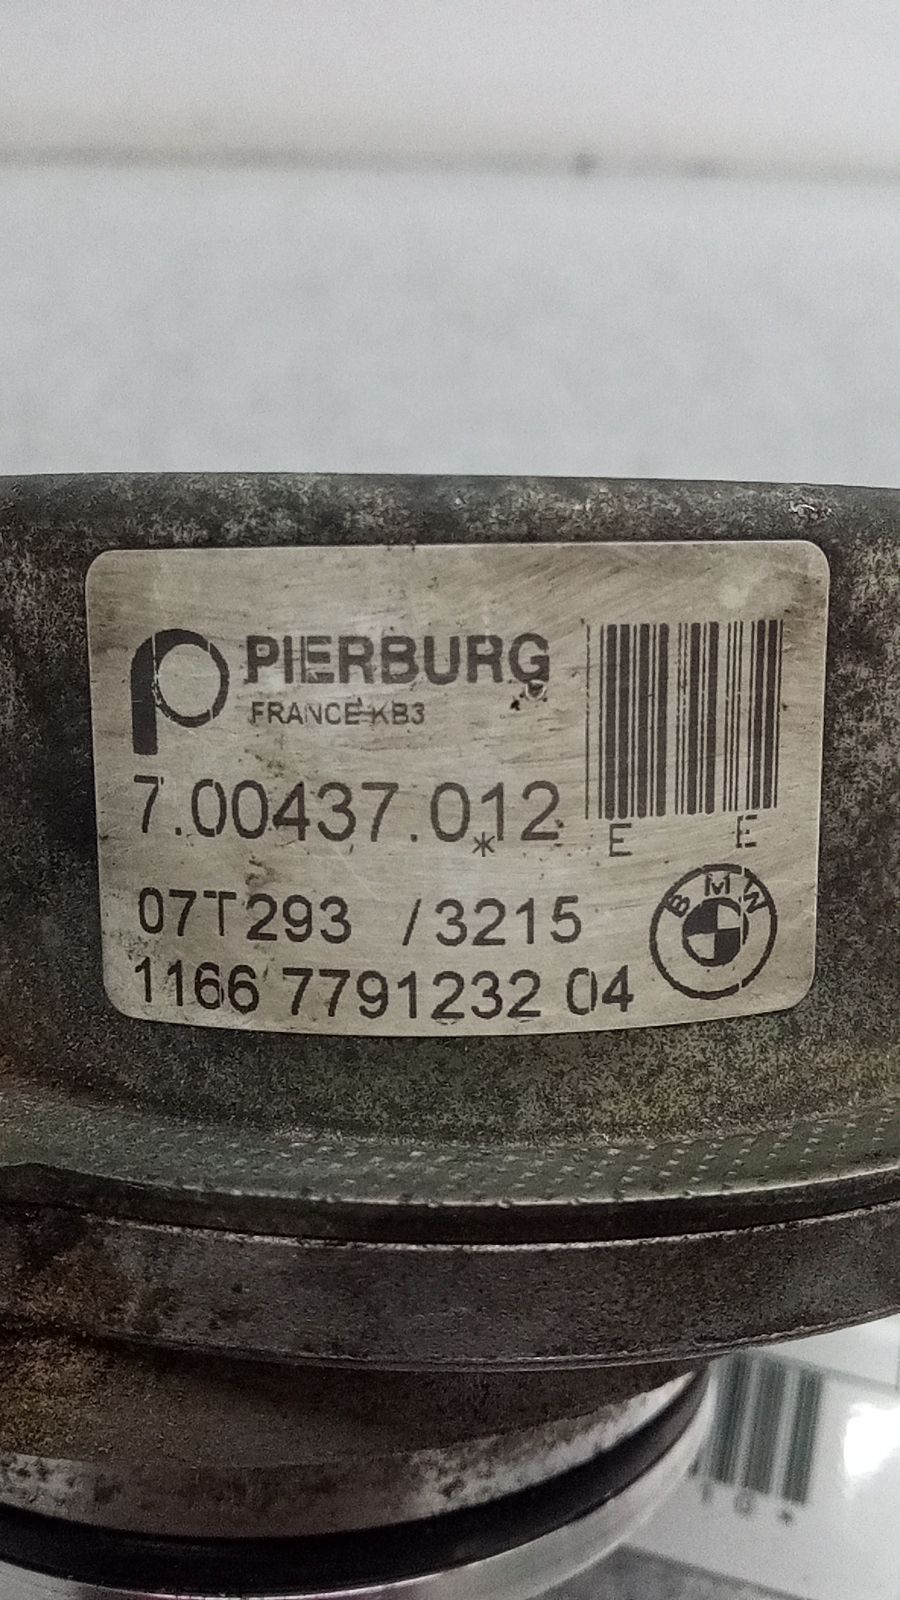 PIERBURG
FRANCE KB3
7.00437.012
*
E E
07T293 /3215
1166 7791232 04
BMW